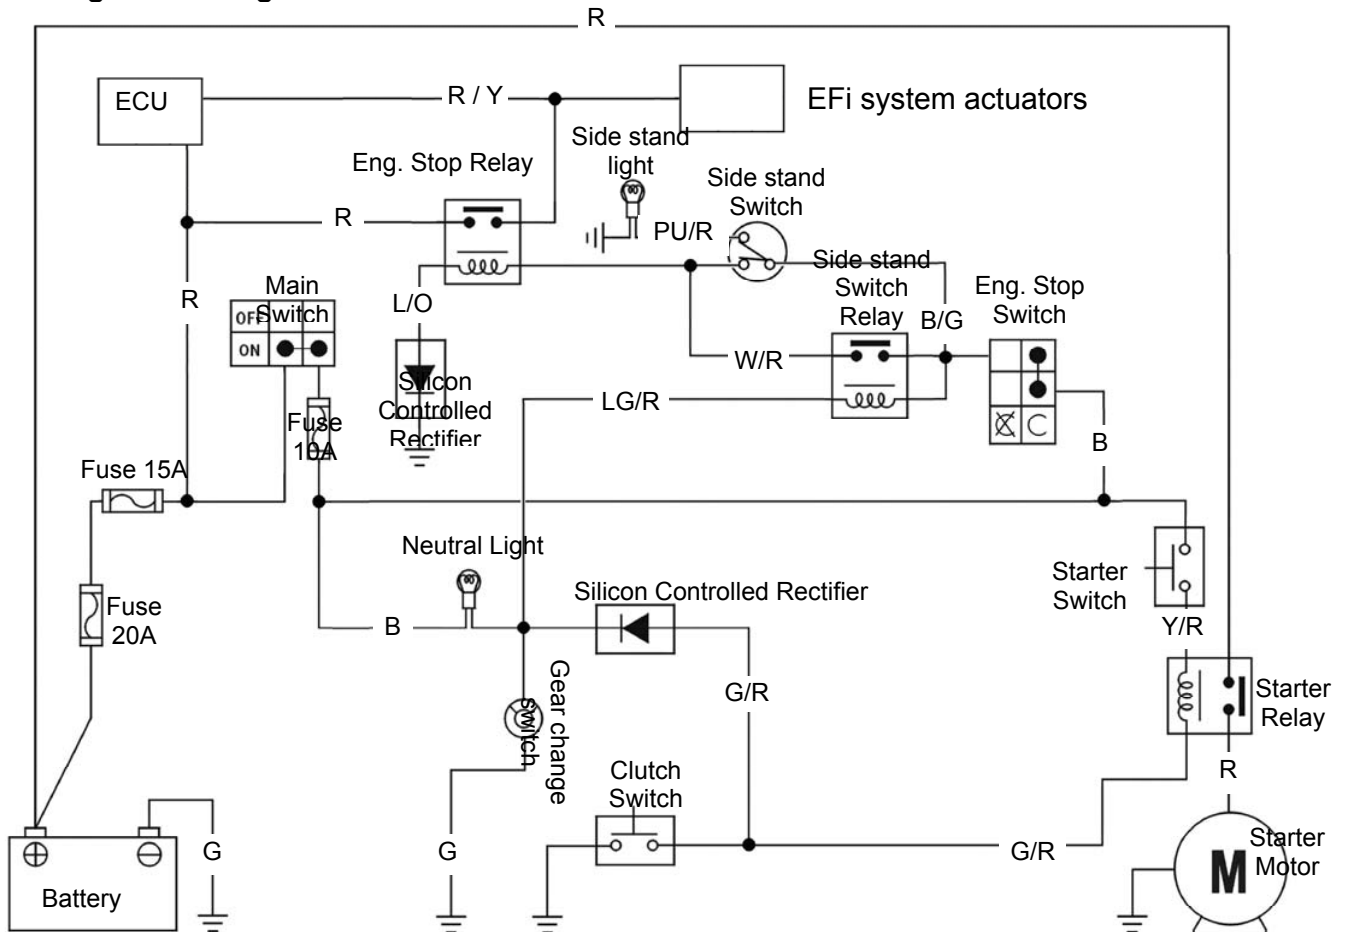 R
ECU
R / Y
EFi system actuators
Side stand
light
Eng. Stop Relay
Side stand
Switch
R
PU/R
Side stand
Switch
Relay
Eng. Stop
Switch
Main
Switch
R
L/O
B/G
OFF
ON
W/R
Silicon
Controlled
Rectifier
LG/R
Fuse
10A
C
C
B
Fuse 15A
Neutral Light
Starter
Switch
Silicon Controlled Rectifier
Fuse
20A
B
Y/R
Gear change
switch
G/R
Starter
Relay
Clutch
Switch
R
G
G
G/R
Starter
Motor
M
Battery